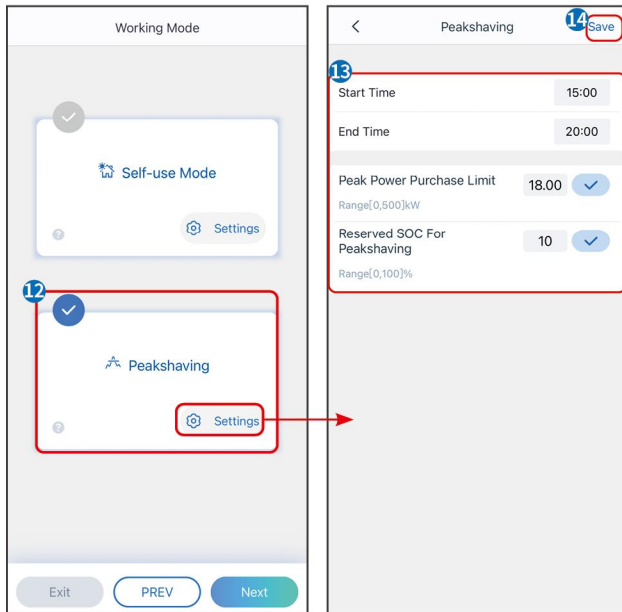 Working Mode
Self-use Mode
?
Settings
12
Peakshaving
?
Settings
Exit
PREV
Next
Peakshaving
14
Save
13
Start Time
15:00
End Time
20:00
Peak Power Purchase Limit
18.00
Range[0,500]kW
Reserved SOC For
Peakshaving
10
Range[0,100]%